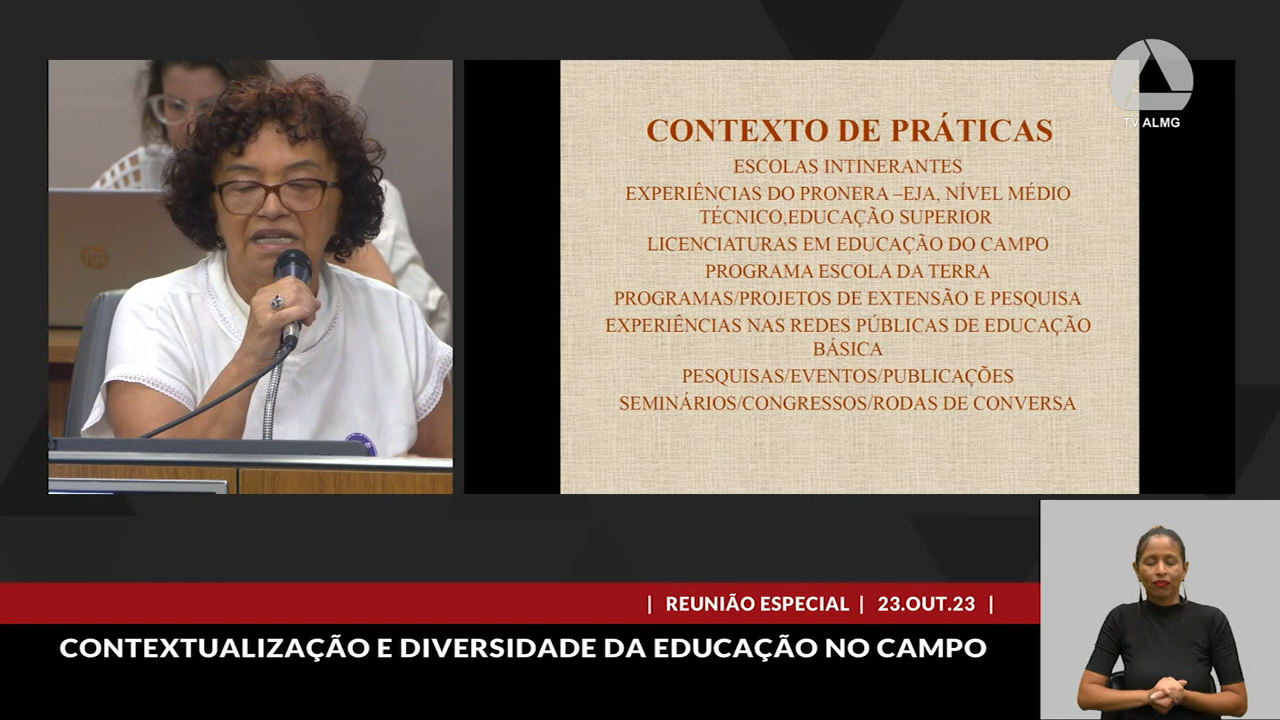 TV ALMG
CONTEXTO DE PRÁTICAS
ESCOLAS INTINERANTES
EXPERIÊNCIAS DO PRONERA –EJA, NÍVEL MÉDIO
TÉCNICO,EDUCAÇÃO SUPERIOR
LICENCIATURAS EM EDUCAÇÃO DO CAMPO
PROGRAMA ESCOLA DA TERRA
PROGRAMAS/PROJETOS DE EXTENSÃO E PESQUISA
EXPERIÊNCIAS NAS REDES PÚBLICAS DE EDUCAÇÃO
BÁSICA
PESQUISAS/EVENTOS/PUBLICAÇÕES
SEMINÁRIOS/CONGRESSOS/RODAS DE CONVERSA
hp
| REUNIÃO ESPECIAL | 23.OUT.23 |
CONTEXTUALIZAÇÃO E DIVERSIDADE DA EDUCAÇÃO NO CAMPO